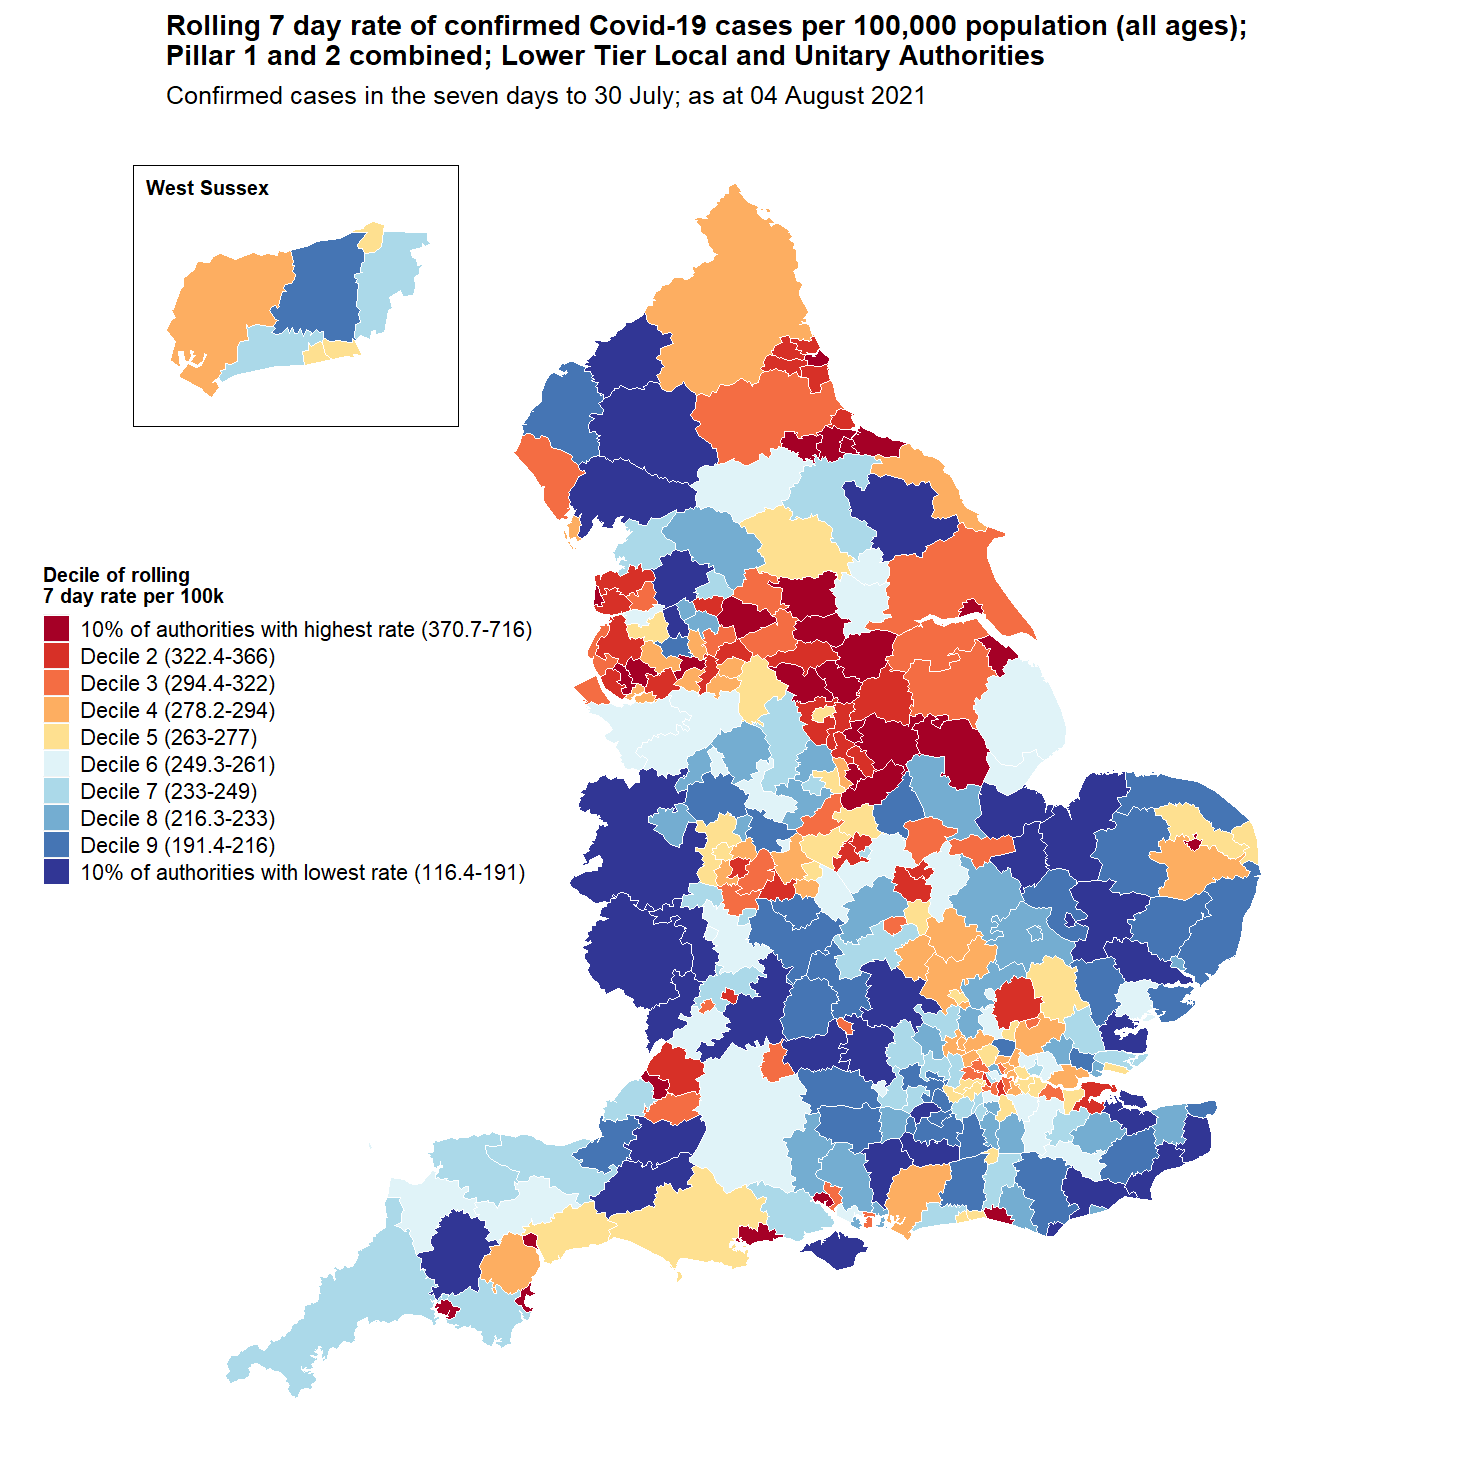 Rolling 7 day rate of confirmed Covid-19 cases per 100,000 population (all ages);
Pillar 1 and 2 combined; Lower Tier Local and Unitary Authorities
Confirmed cases in the seven days to 30 July; as at 04 August 2021
West Sussex
Decile of rolling
7 day rate per 100k
10% of authorities with highest rate (370.7-716)
Decile 2 (322.4-366)
Decile 3 (294.4-322)
Decile 4 (278.2-294)
Decile 5 (263-277)
Decile 6 (249.3-261)
Decile 7 (233-249)
Decile 8 (216.3-233)
Decile 9 (191.4-216)
10% of authorities with lowest rate (116.4-191)